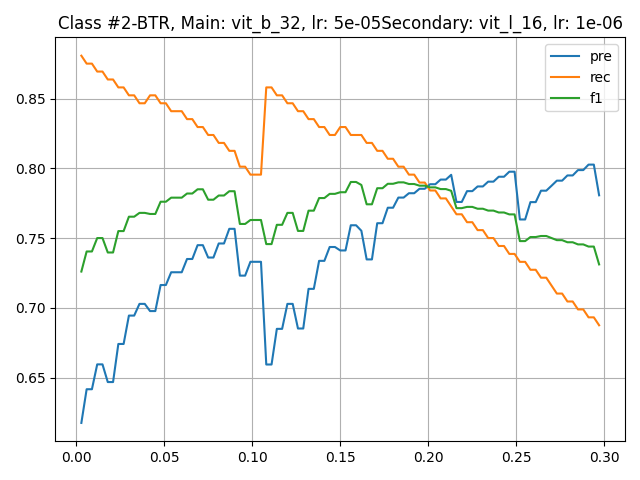 Class #2-BTR, Main: vit_b_32, lr: 5e-05Secondary: vit_l_16, lr: 1e-06
pre
rec
f1
0.85
0.80
0.75
0.70
0.65
0.00 0.05 0.10 0.15 0.20 0.25 0.30